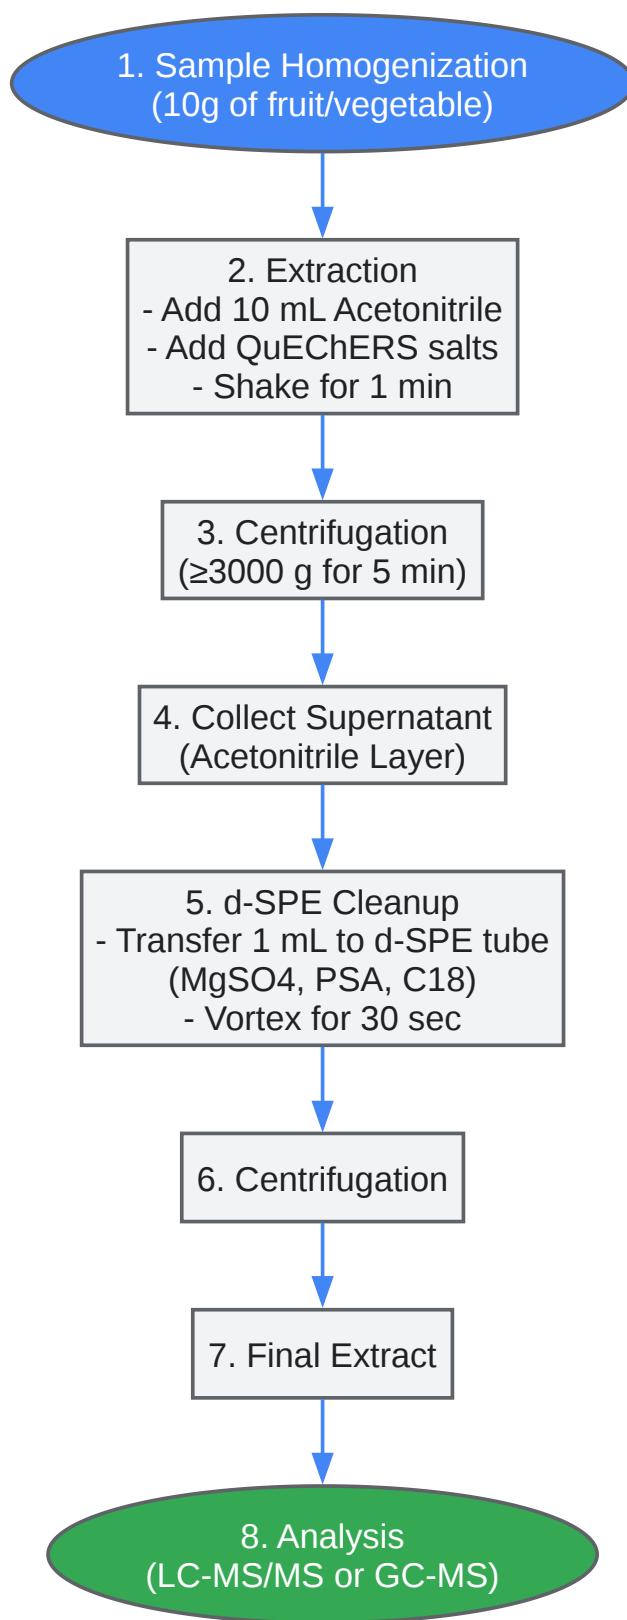 1. Sample Homogenization
(10g of fruit/vegetable)
2. Extraction
- Add 10 mL Acetonitrile
- Add QuEChERS salts
- Shake for 1 min
3. Centrifugation
(≥3000 g for 5 min)
4. Collect Supernatant
(Acetonitrile Layer)
5. d-SPE Cleanup
- Transfer 1 mL to d-SPE tube
(MgSO4, PSA, C18)
- Vortex for 30 sec
6. Centrifugation
7. Final Extract
8. Analysis
(LC-MS/MS or GC-MS)